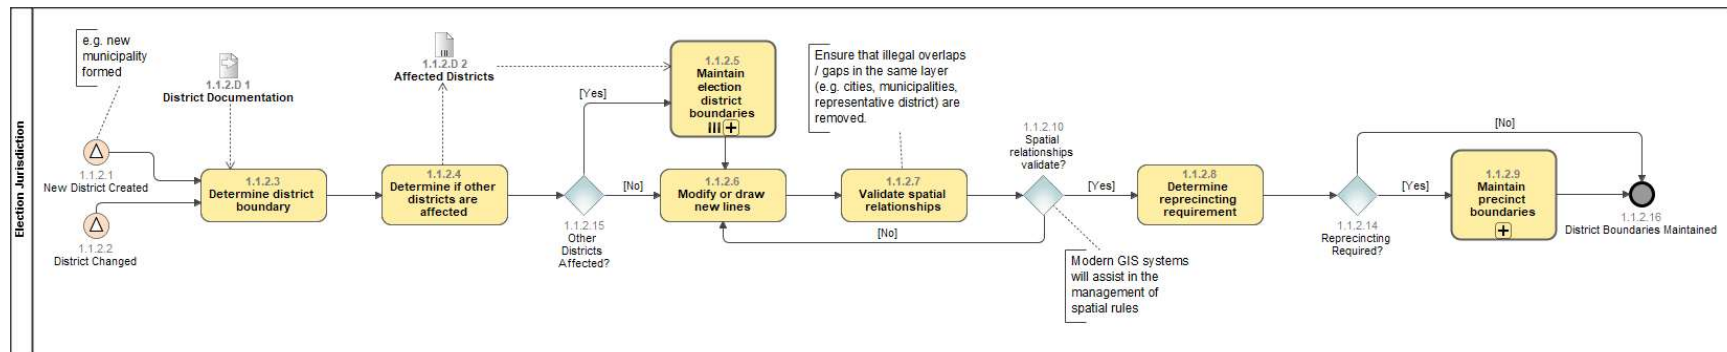 Election Jurisdiction
e.g. new
municipality
formed
1.1.2.1
New District Created
1.1.2.2
District Changed
1.1.2.D 1
District Documentation
1.1.2.3
Determine district
boundary
1.1.2.D 2
Affected Districts
1.1.2.4
Determine if other
districts are
affected
[Yes]
[No]
1.1.2.15
Other
Districts
Affected?
1.1.2.5
Maintain
election
district
boundaries
1.1.2.6
Modify or draw
new lines
Ensure that illegal overlaps
/ gaps in the same layer
(e.g. cities, municipalities,
representative district) are
removed.
1.1.2.7
Validate spatial
relationships
1.1.2.10
Spatial
relationships
validate?
[Yes]
[No]
Modern GIS systems
will assist in the
management of
spatial rules
1.1.2.8
Determine
reprecincting
requirement
[No]
[Yes]
1.1.2.14
Reprecincting
Required?
1.1.2.9
Maintain
precinct
boundaries
1.1.2.16
District Boundaries Maintained